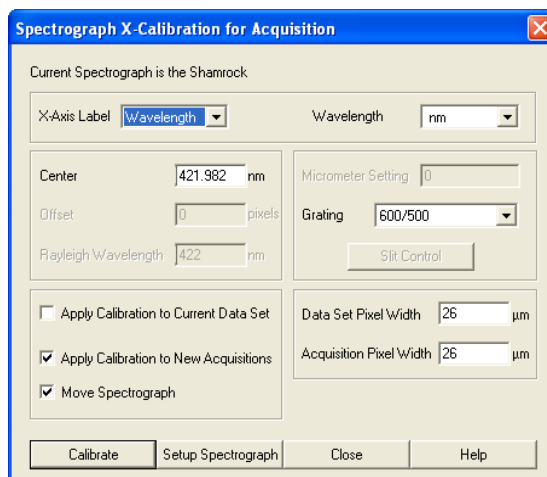 Spectrograph X-Calibration for Acquisition
Current Spectrograph is the Shamrock
X-Axis Label Wavelength Wavelength nm
Center 421.982 nm
Micrometer Setting 0
Offset 0 pixels
Grating 600/500
Rayleigh Wavelength 422 nm
Slit Control
Apply Calibration to Current Data Set
Data Set Pixel Width 26 µm
Apply Calibration to New Acquisitions
Acquisition Pixel Width 26 µm
Move Spectrograph
Calibrate Setup Spectrograph Close Help